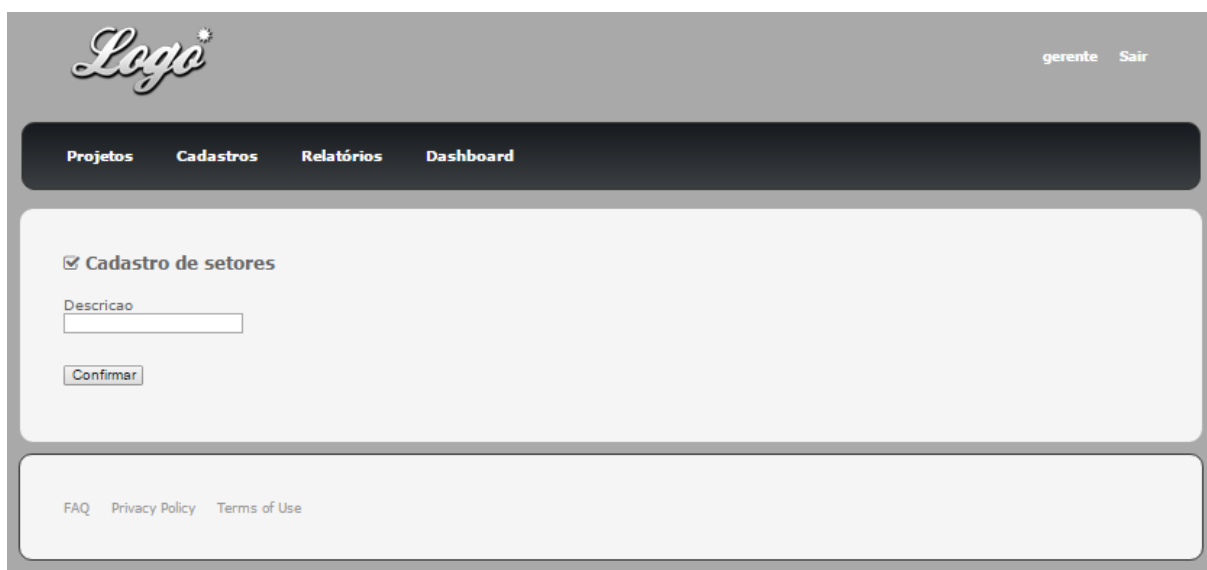 Logo
gerente Sair
Projetos Cadastros Relatórios Dashboard
Cadastro de setores
Descricao
Confirmar
FAQ Privacy Policy Terms of Use